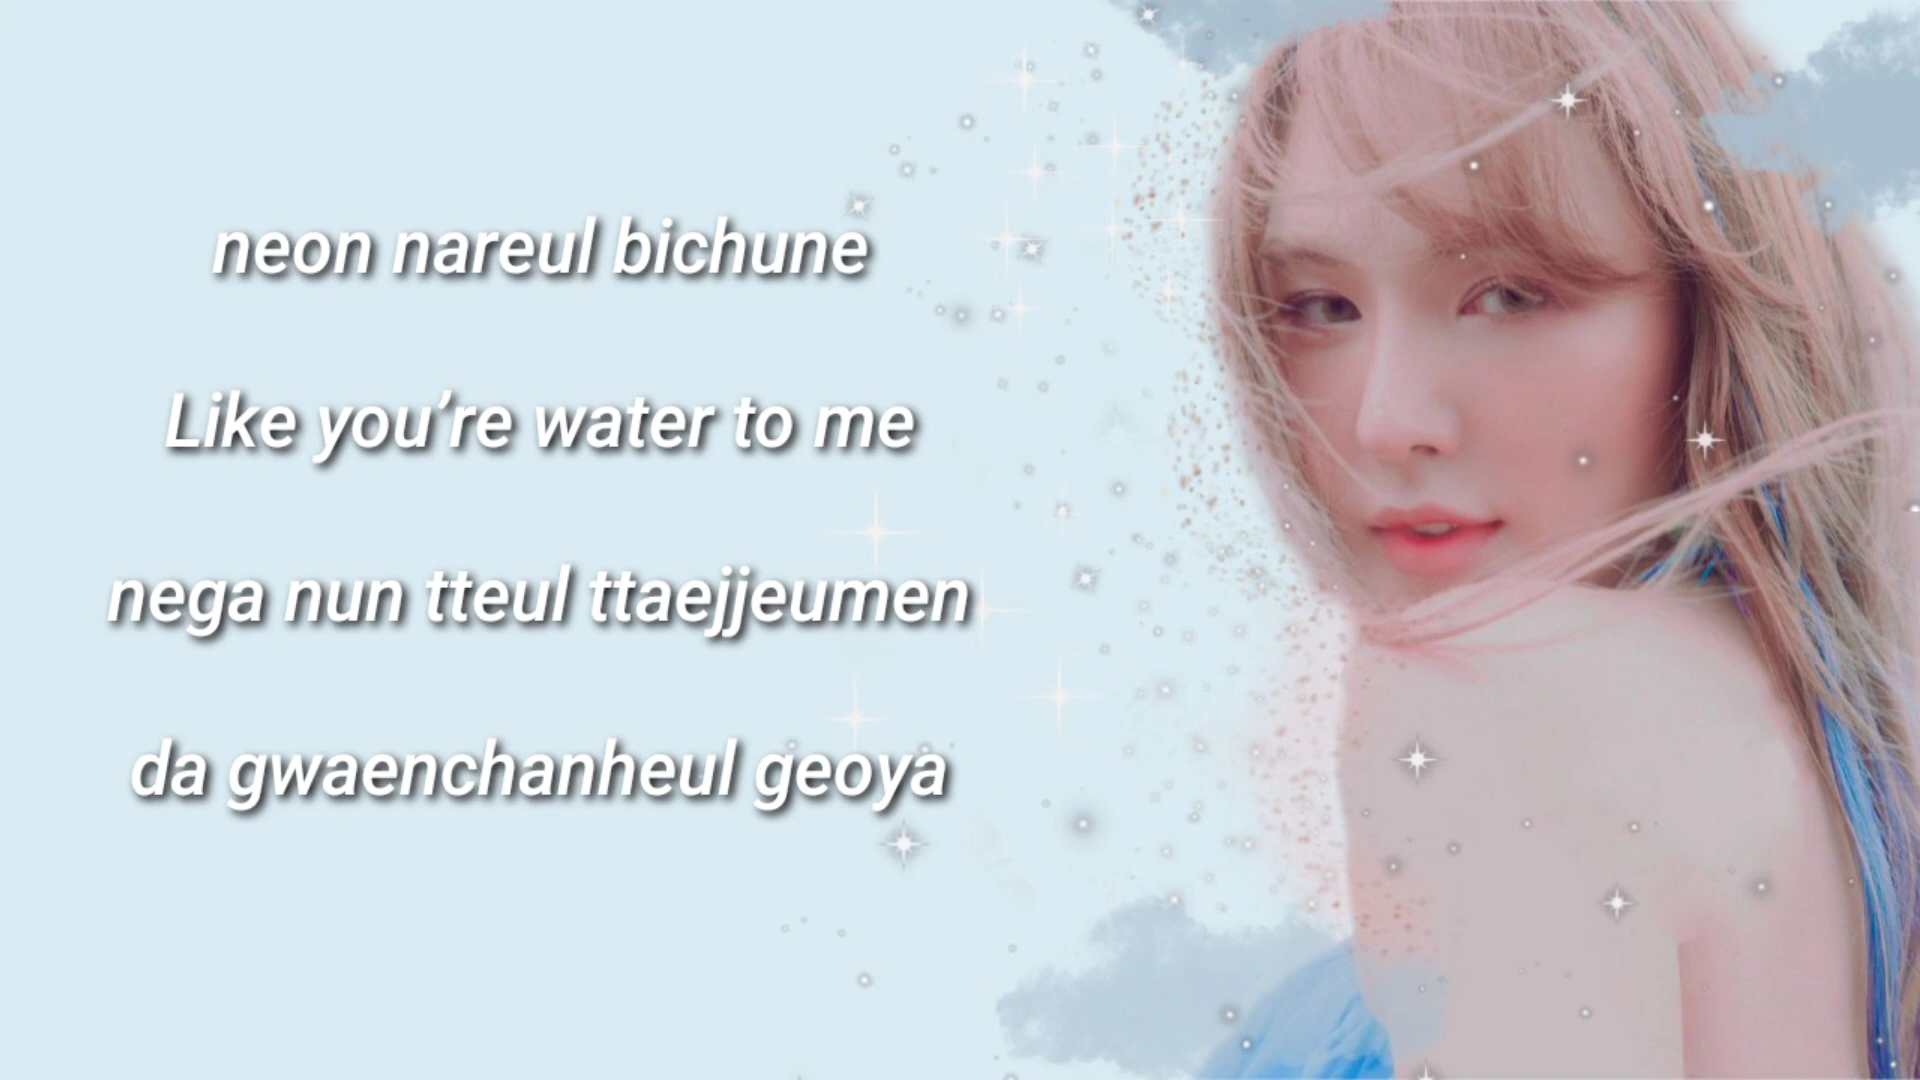 neon nareul bichune
Like you’re water to me
nega nun tteul ttaejjeumen
da gwaenchanheul geoya